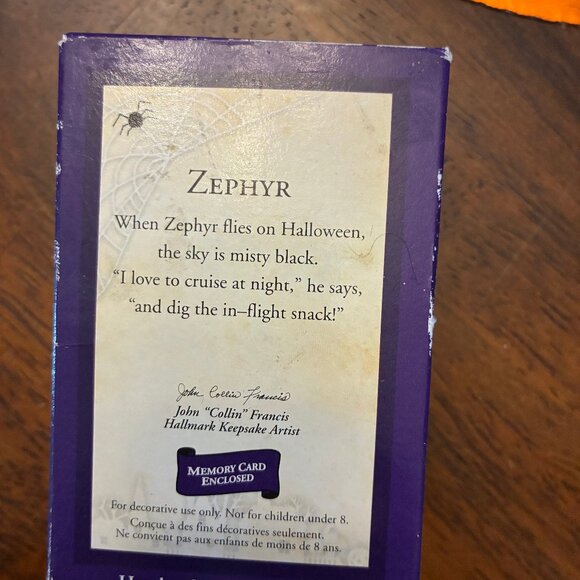 ZEPHYR
When Zephyr flies on Halloween,
the sky is misty black.
“I love to cruise at night,” he says,
“and dig the in–flight snack!”
John Collin Francis
John “Collin” Francis
Hallmark Keepsake Artist
MEMORY CARD
ENCLOSED
For decorative use only. Not for children under 8.
Conçue à des fins décoratives seulement.
Ne convient pas aux enfants de moins de 8 ans.